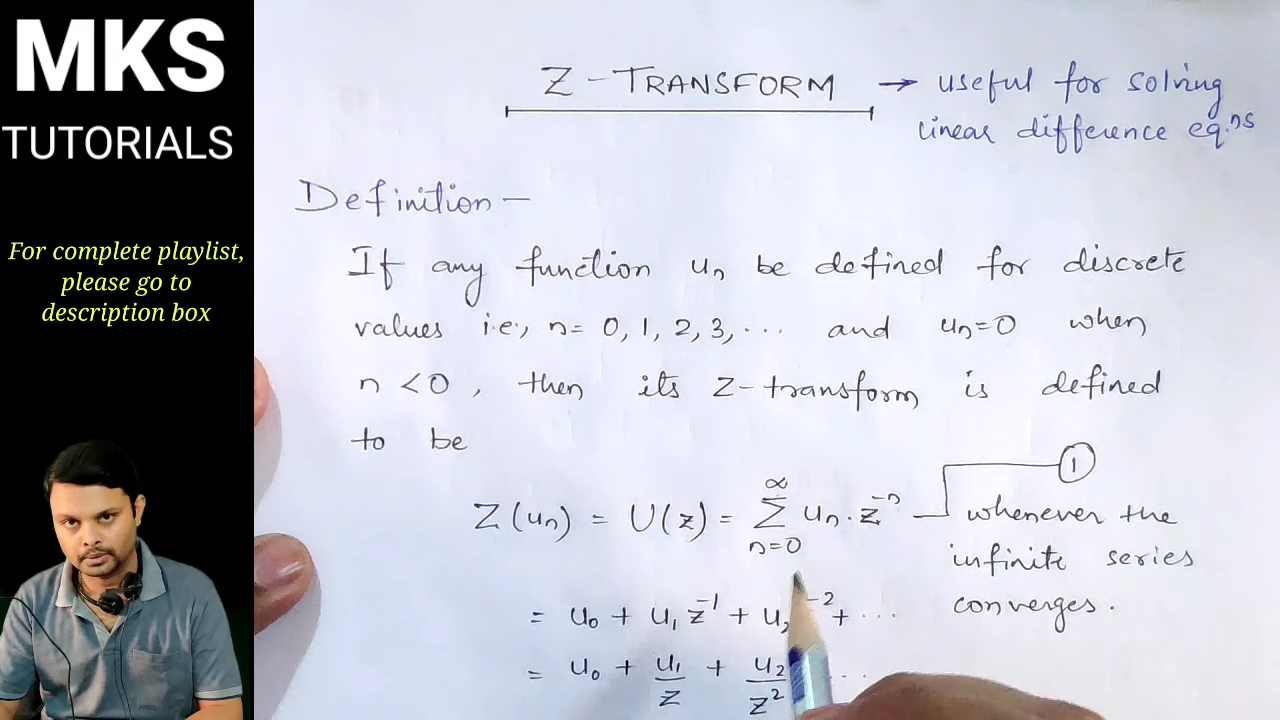 MKS
TUTORIALS
For complete playlist,
please go to
description box
Z-TRANSFORM → useful for solving
linear difference eq.ns
Definition -
If any function un be defined for discrete
values i.e., n= 0, 1, 2, 3, ... and un=0 when
n <0, then its Z-transform is defined
to be
Z(un) = U(z) = ∞ Σ n=0 un . z^-n — ①
whenever the
infinite series
converges.
= u0 + u1 z^-1 + u2 ^-2 + ...
= u0 + u1/z + u2/z^2 ...